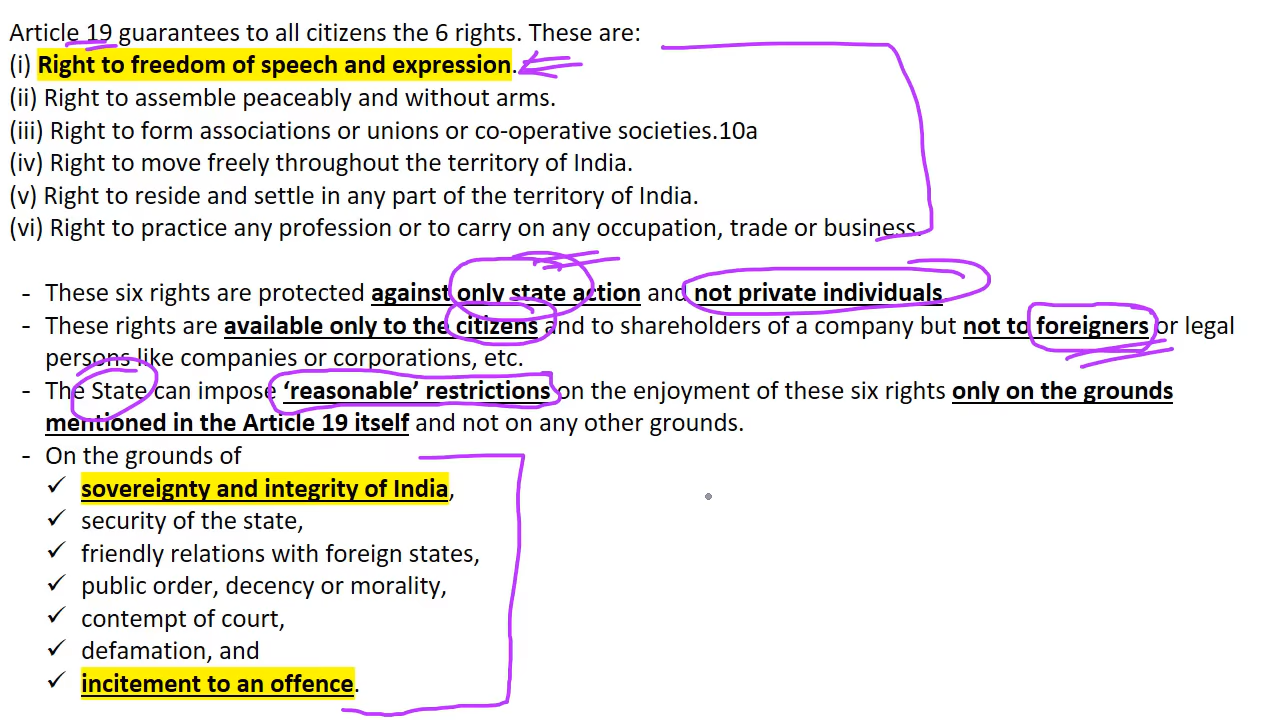 Article 19 guarantees to all citizens the 6 rights. These are:
(i) Right to freedom of speech and expression.
(ii) Right to assemble peaceably and without arms.
(iii) Right to form associations or unions or co-operative societies.10a
(iv) Right to move freely throughout the territory of India.
(v) Right to reside and settle in any part of the territory of India.
(vi) Right to practice any profession or to carry on any occupation, trade or business.
- These six rights are protected against only state action and not private individuals.
- These rights are available only to the citizens and to shareholders of a company but not to foreigners or legal
persons like companies or corporations, etc.
- The State can impose ‘reasonable’ restrictions on the enjoyment of these six rights only on the grounds
mentioned in the Article 19 itself and not on any other grounds.
- On the grounds of
✓ sovereignty and integrity of India,
✓ security of the state,
✓ friendly relations with foreign states,
✓ public order, decency or morality,
✓ contempt of court,
✓ defamation, and
✓ incitement to an offence.